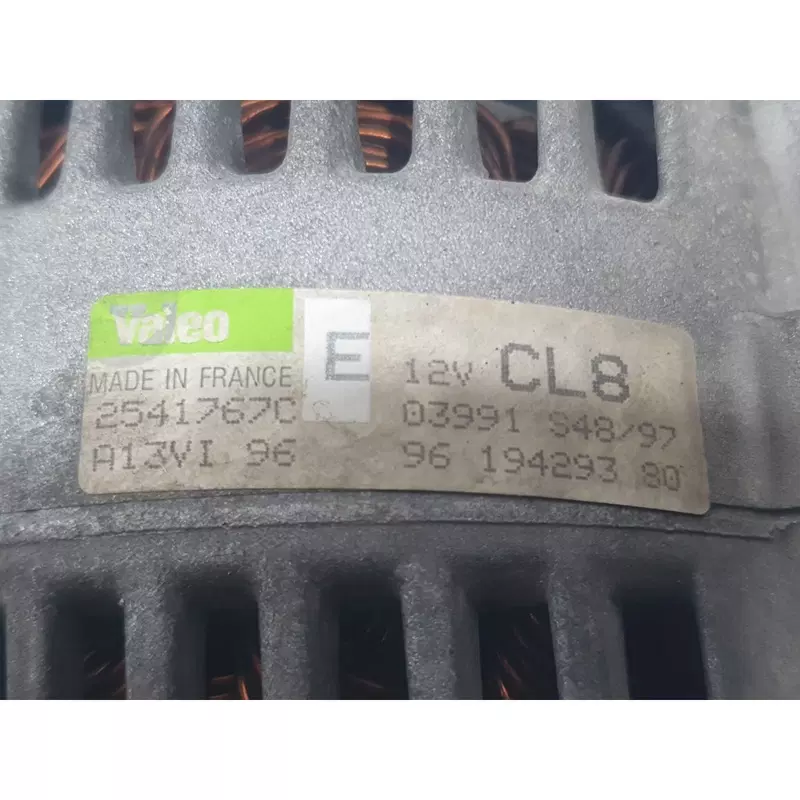 Valeo
E
12V CL8
MADE IN FRANCE
2541767C
03991 S48/97
A13VI 96
96 194293 80